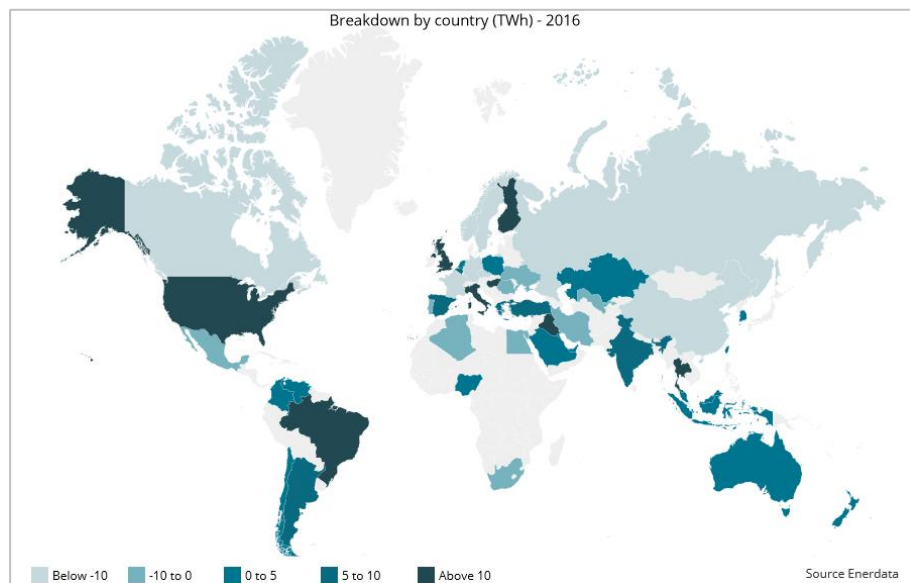 Breakdown by country (TWh) - 2016
Below -10
-10 to 0
0 to 5
5 to 10
Above 10
Source Enerdata